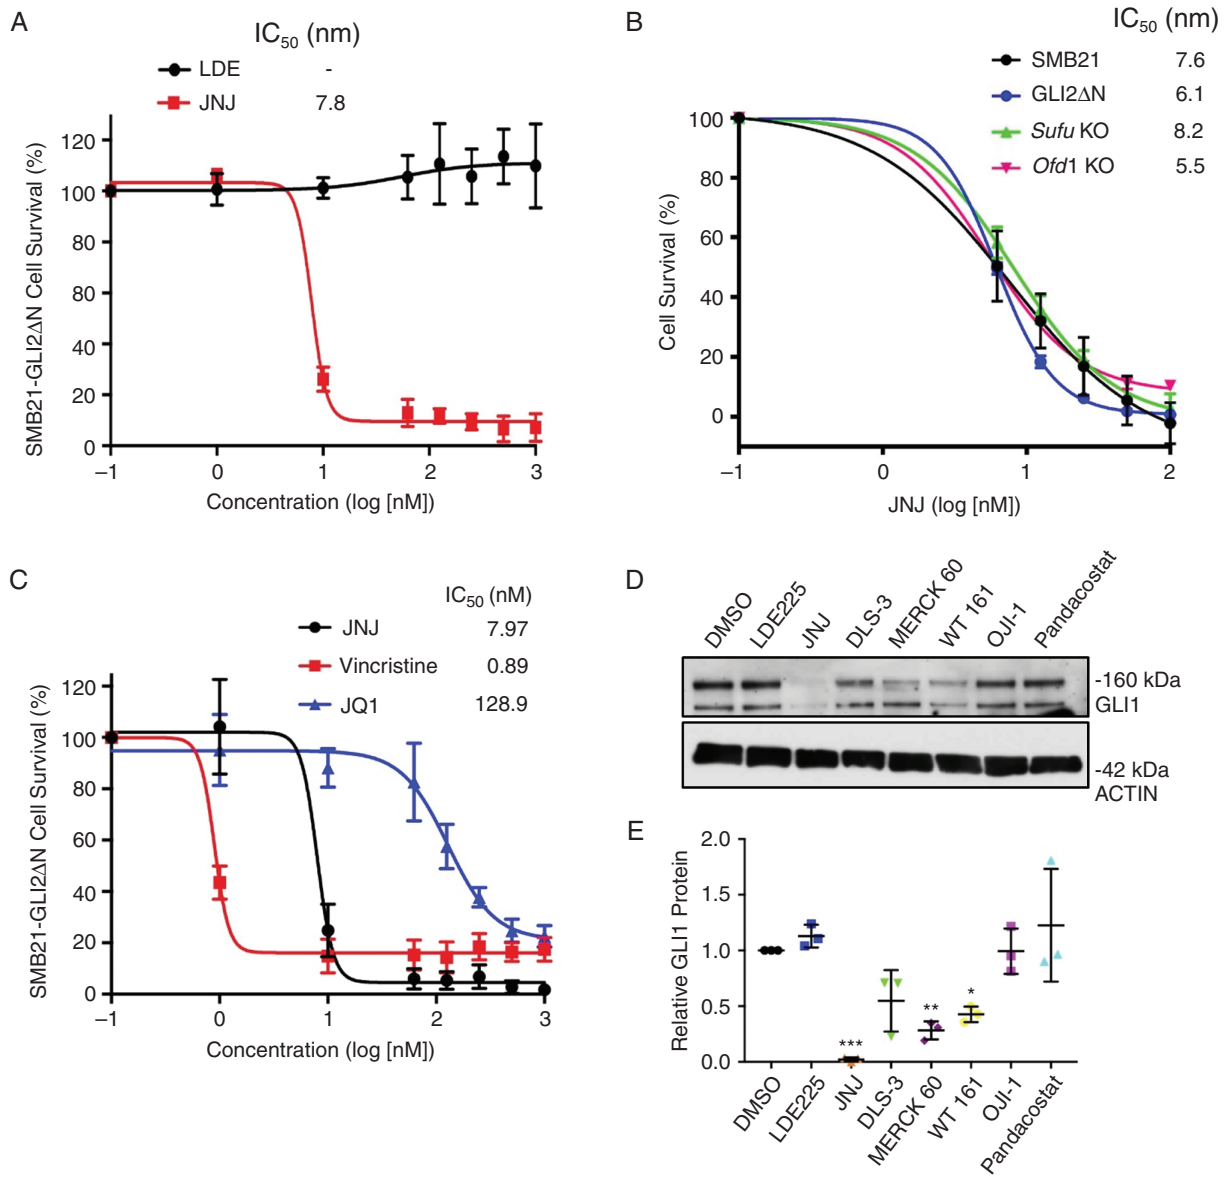 A
IC50 (nm)
LDE -
JNJ 7.8
SMB21-GLI2ΔN Cell Survival (%)
120
100
80
80
40
20
0
–1 0 1 2 3
Concentration (log [nM])
B
IC50 (nm)
SMB21 7.6
GLI2ΔN 6.1
Sufu KO 8.2
Ofd1 KO 5.5
Cell Survival (%)
100
80
60
40
20
0
–1 0 1 2
JNJ (log [nM])
C
IC50 (nM)
JNJ 7.97
Vincristine 0.89
JQ1 128.9
SMB21-GLI2ΔN Cell Survival (%)
120
100
80
60
40
20
0
–1 0 1 2 3
Concentration (log [nM])
D
DMSO LDE225 JNJ DLS-3 MERCK 60 WT 161 OJI-1 Pandacostat
-160 kDa
GLI1
-42 kDa
ACTIN
E
Relative GLI1 Protein
2.0
1.5
1.0
0.5
0.0
*** ** *
DMSO LDE225 JNJ DLS-3 MERCK 60 WT 161 OJI-1 Pandacostat